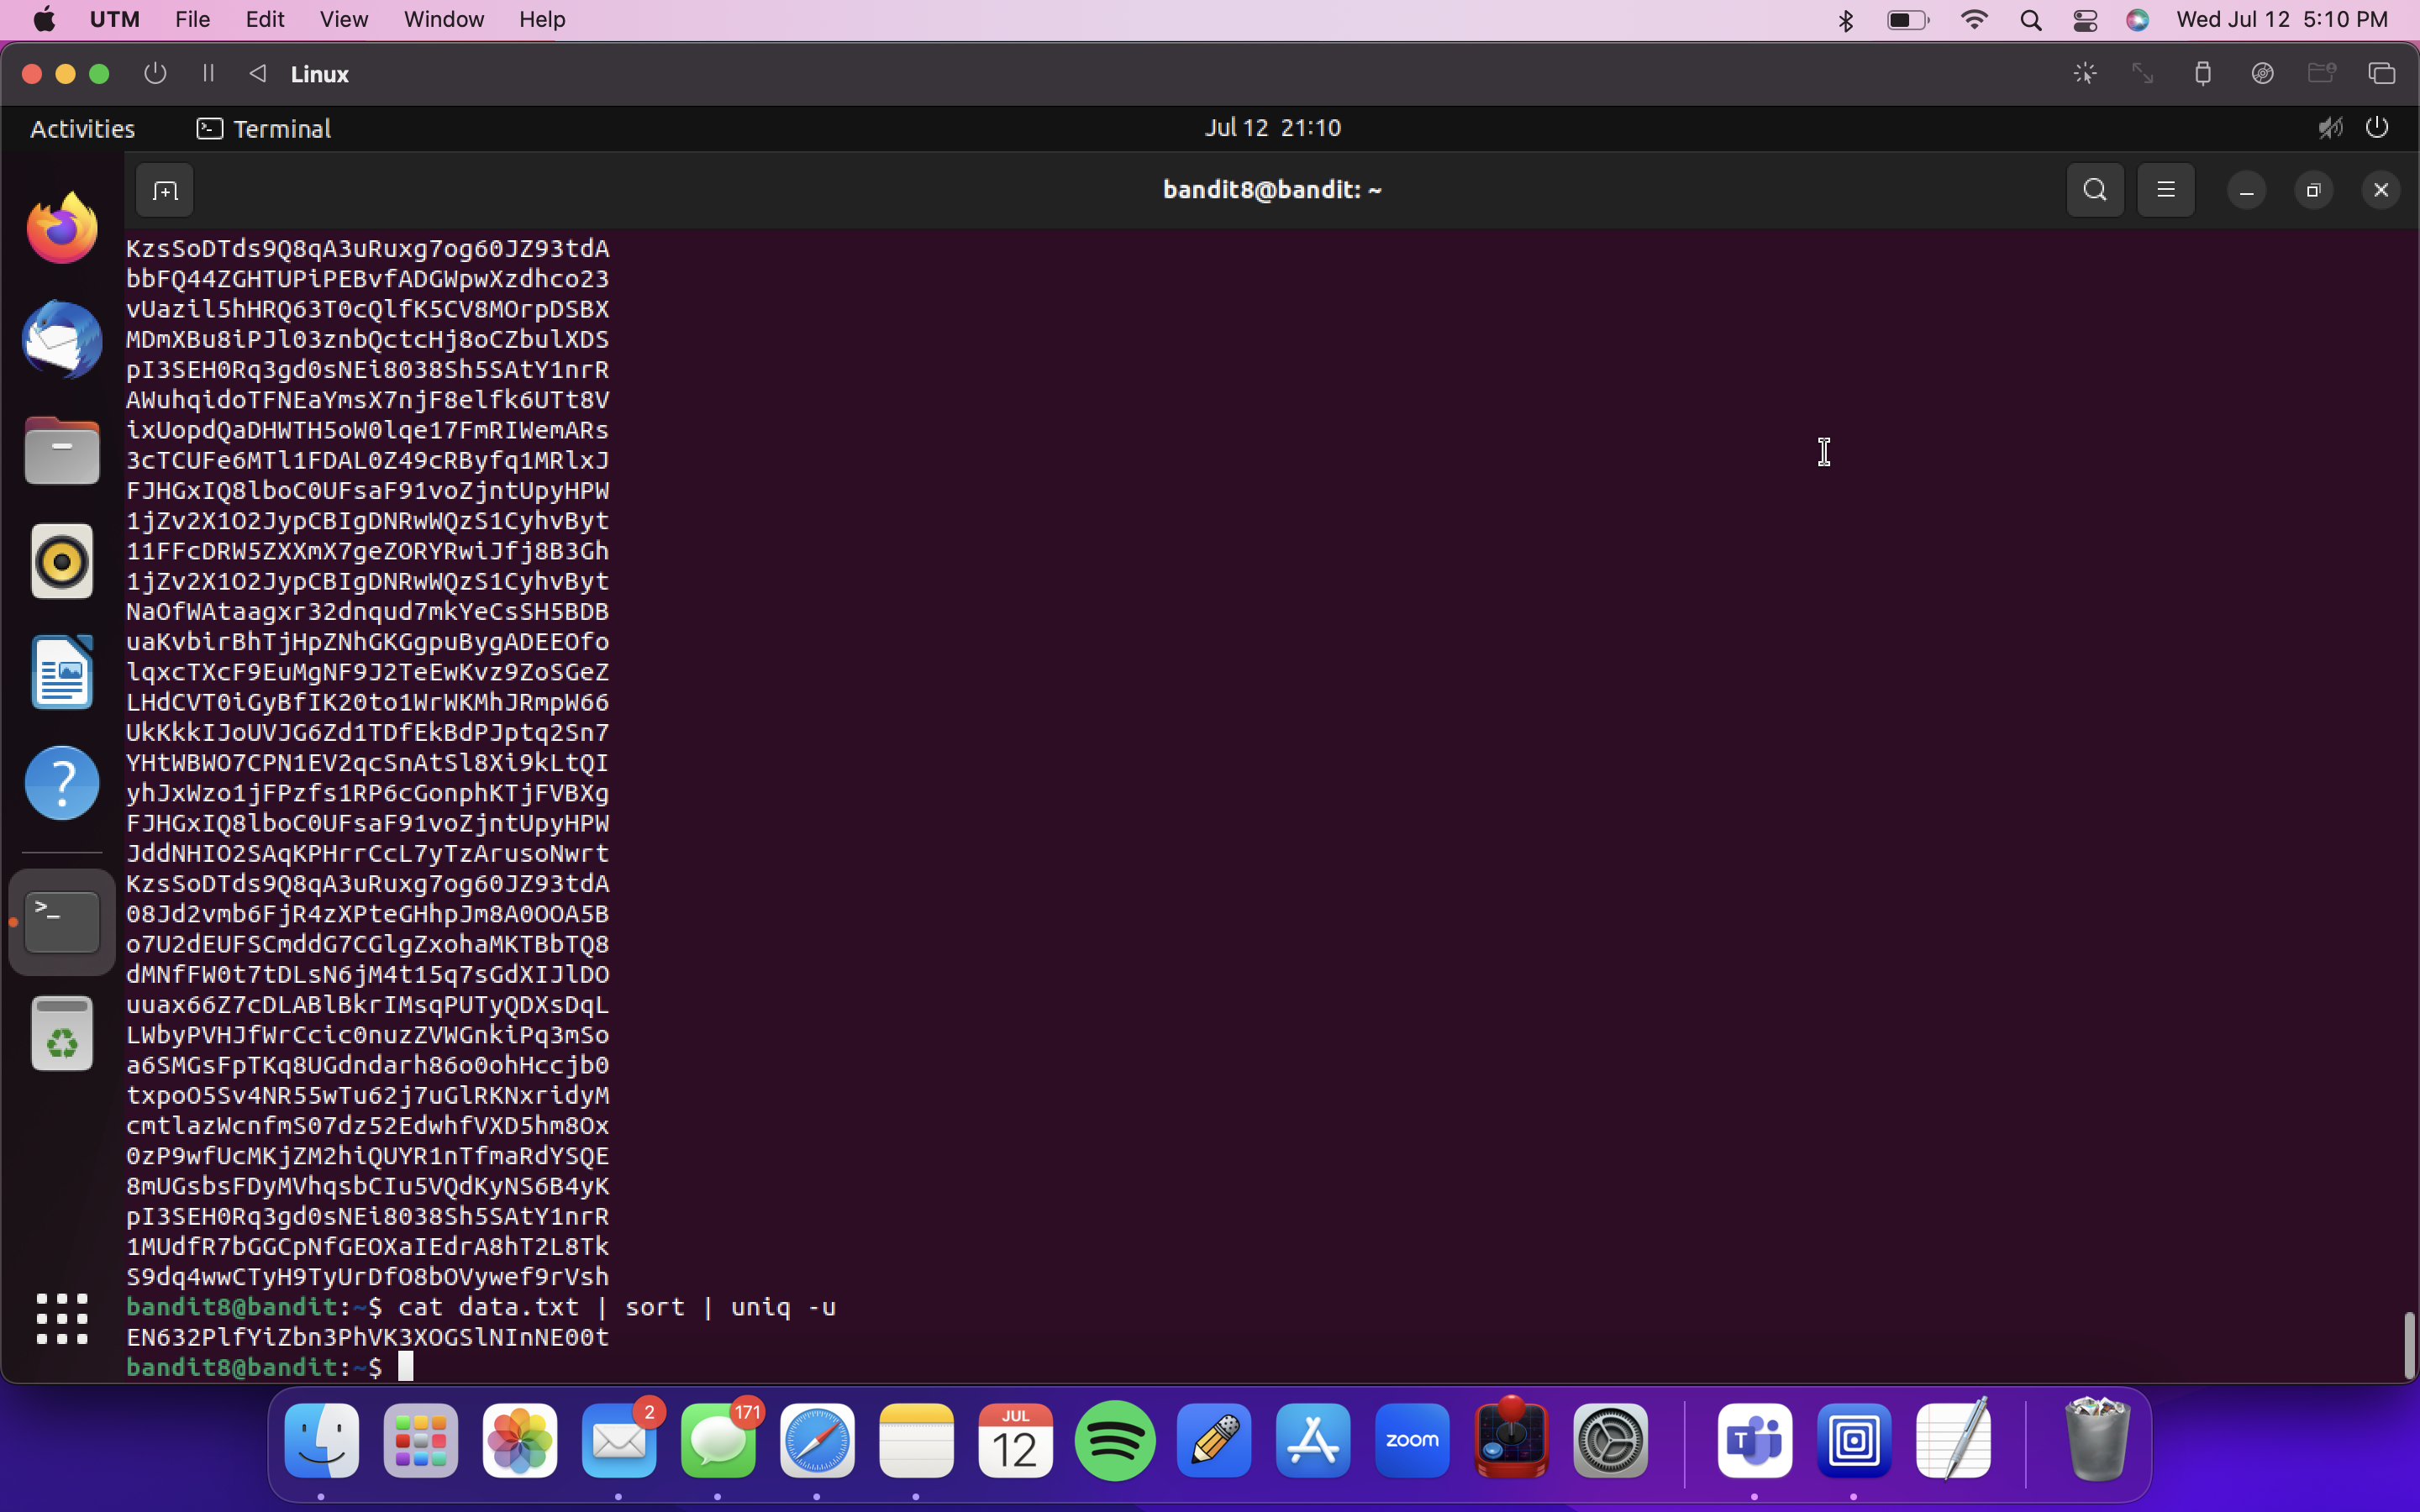 UTM File Edit View Window Help Wed Jul 12 5:10 PM
Linux
Activities Terminal Jul 12 21:10
bandit8@bandit: ~
KzsSoDTds9Q8qA3uRuxg7og60JZ93tdA
bbFQ44ZGHTUPiPEBvfADGWpwXzdhco23
vUazil5hHRQ63T0cQlfK5CV8MOrpDSBX
MDmXBu8iPJl03znbQctcHj8oCZbulXDS
pI3SEH0Rq3gd0sNEi8038Sh5SAtY1nrR
AWuhqidoTFNEaYmsX7njF8elfk6UTt8V
ixUopdQaDHWTH5oW0lqe17FmRIWemARs
3cTCUFe6MTl1FDAL0Z49cRByfq1MRlxJ
FJHGxIQ8lboC0UFsaF91voZjntUpyHPW
1jZv2X1O2JypCBIgDNRwWQzS1CyhvByt
11FFcDRW5ZXXmX7geZORYRwiJfj8B3Gh
1jZv2X1O2JypCBIgDNRwWQzS1CyhvByt
NaOfWAtaagxr32dnqud7mkYeCsSH5BDB
uaKvbirBhTjHpZNhGKGgpuBygADEEOfo
lqxcTXcF9EuMgNF9J2TeEwKvz9ZoSGeZ
LHdCVT0iGyBfIK20to1WrWKMhJRmpW66
UkKkkIJoUVJG6Zd1TDfEkBdPJptq2Sn7
YHtWBWO7CPN1EV2qcSnAtSl8Xi9kLtQI
yhJxWzo1jFPzfs1RP6cGonphKTjFVBXg
FJHGxIQ8lboC0UFsaF91voZjntUpyHPW
JddNHIO2SAqKPHrrCcL7yTzArusoNwrt
KzsSoDTds9Q8qA3uRuxg7og60JZ93tdA
08Jd2vmb6FjR4zXPteGHhpJm8A0OOA5B
o7U2dEUFSCmddG7CGlgZxohaMKTBbTQ8
dMNfFW0t7tDLsN6jM4t15q7sGdXIJlDO
uuax66Z7cDLABlBkrIMsqPUTyQDXsDqL
LWbyPVHJfWrCcic0nuzZVWGnkiPq3mSo
a6SMGsFpTKq8UGdndarh86o0ohHccjb0
txpoO5Sv4NR55wTu62j7uGlRKNxridyM
cmtlazWcnfmS07dz52EdwhfVXD5hm8Ox
0zP9wfUcMKjZM2hiQUYR1nTfmaRdYSQE
8mUGsbsFDyMVhqsbCIu5VQdKyNS6B4yK
pI3SEH0Rq3gd0sNEi8038Sh5SAtY1nrR
1MUdfR7bGGCpNfGEOXaIEdrA8hT2L8Tk
S9dq4wwCTyH9TyUrDfO8bOVywef9rVsh
bandit8@bandit:~$ cat data.txt | sort | uniq -u
EN632PlfYiZbn3PhVK3XOGSlNInNE00t
bandit8@bandit:~$
2 171 JUL 12 zoom T